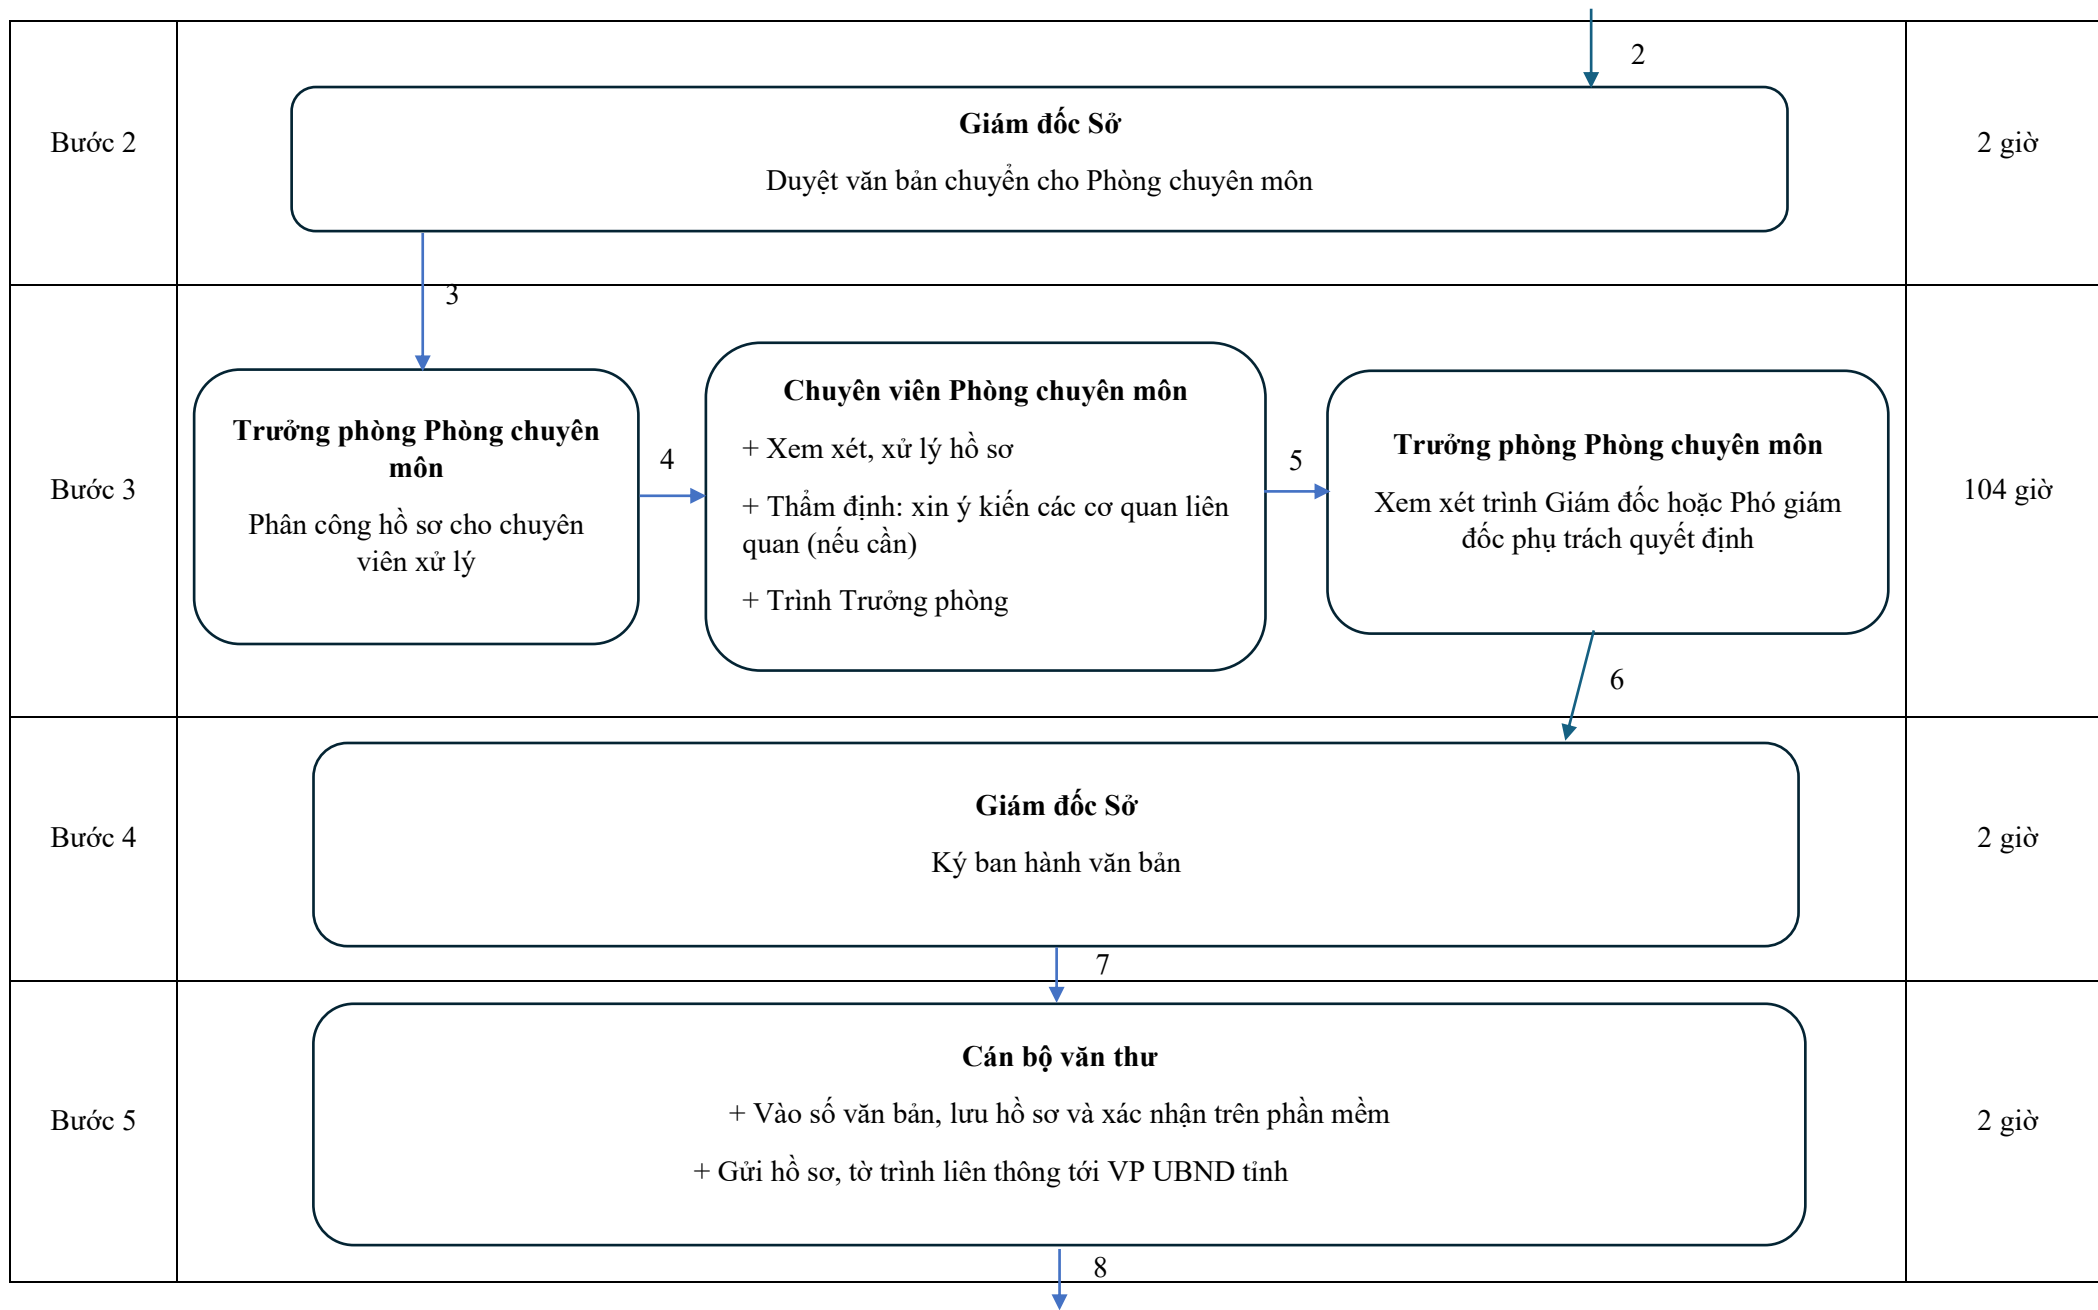 2
Bước 2
Giám đốc Sở
Duyệt văn bản chuyển cho Phòng chuyên môn
2 giờ
3
Bước 3
Trưởng phòng Phòng chuyên
môn
Phân công hồ sơ cho chuyên
viên xử lý
4
Chuyên viên Phòng chuyên môn
+ Xem xét, xử lý hồ sơ
+ Thẩm định: xin ý kiến các cơ quan liên
quan (nếu cần)
+ Trình Trưởng phòng
5
Trưởng phòng Phòng chuyên môn
Xem xét trình Giám đốc hoặc Phó giám
đốc phụ trách quyết định
104 giờ
6
Bước 4
Giám đốc Sở
Ký ban hành văn bản
2 giờ
7
Bước 5
Cán bộ văn thư
+ Vào số văn bản, lưu hồ sơ và xác nhận trên phần mềm
+ Gửi hồ sơ, tờ trình liên thông tới VP UBND tỉnh
2 giờ
8